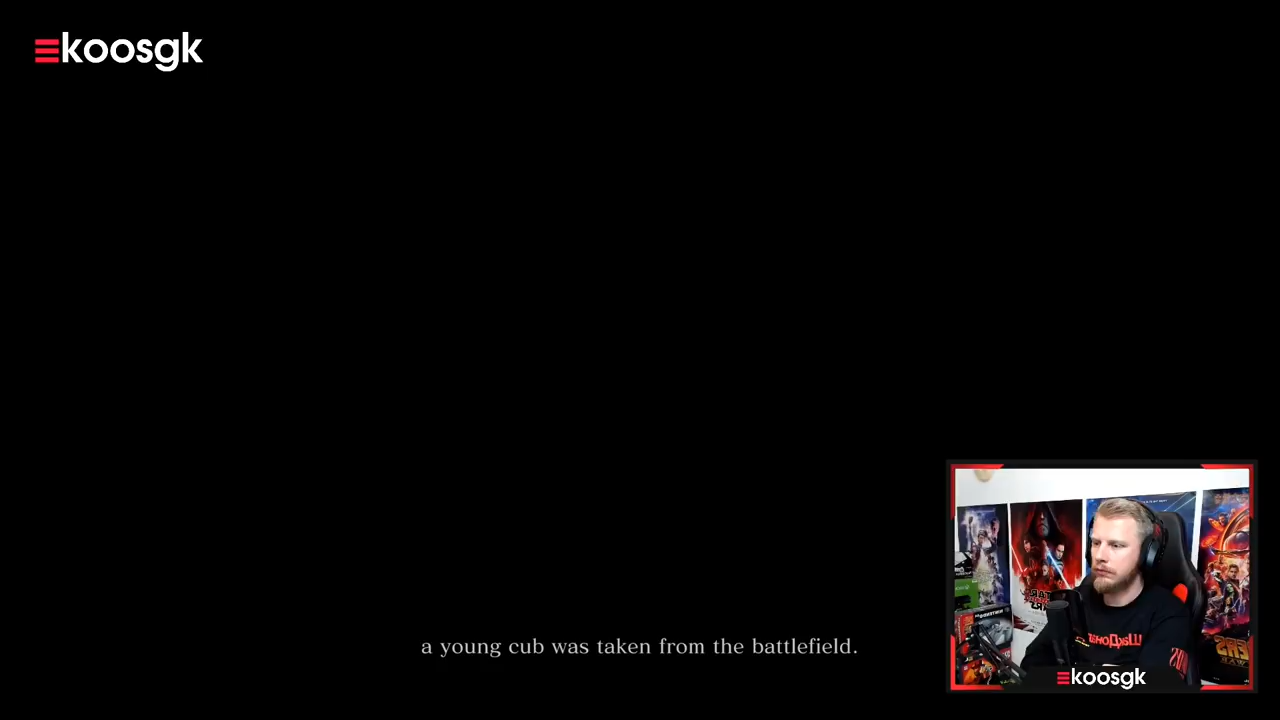 koosgk
a young cub was taken from the battlefield.
koosgk